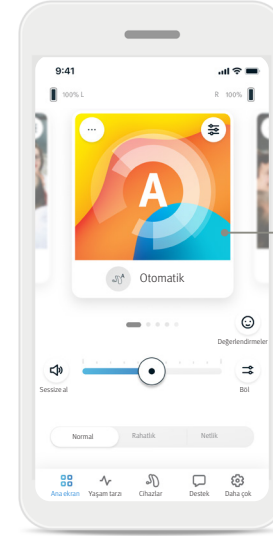 9:41
100% L
R 100%
A
Otomatik
Değerlendirmeler
Sessize al
Böl
Normal
Rahatlık
Netlik
Ana ekran
Yaşam tarzı
Cihazlar
Destek
Daha çok